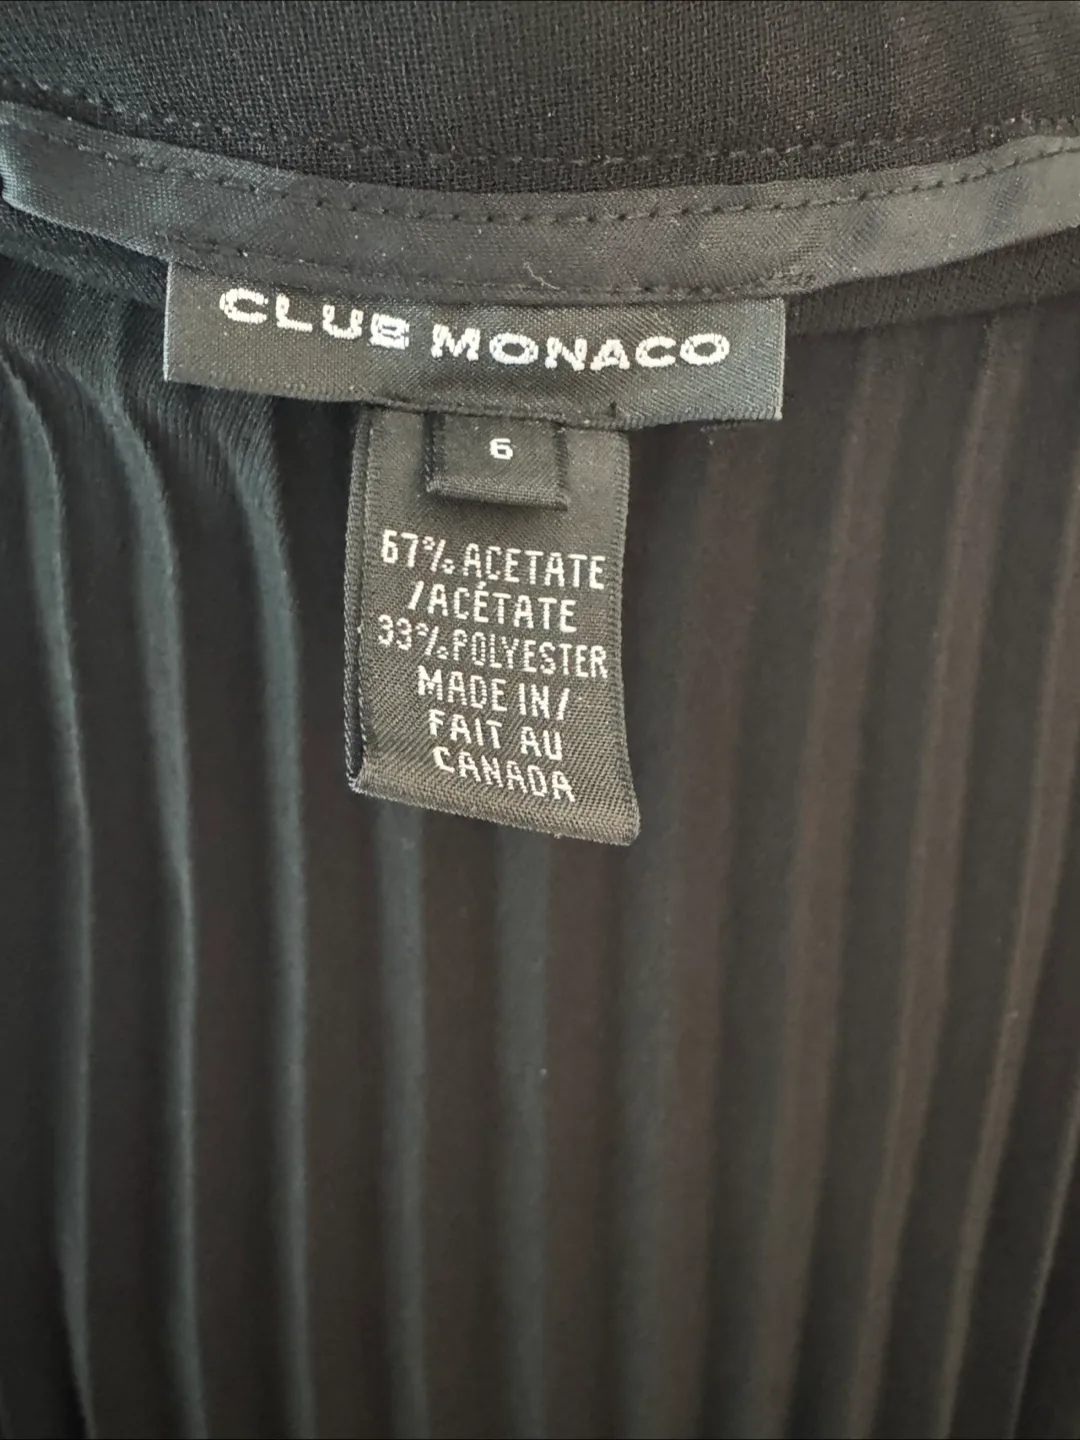 CLUB MONACO
6
67% ACETATE
/ACÉTATE
33% POLYESTER
MADE IN/
FAIT AU
CANADA